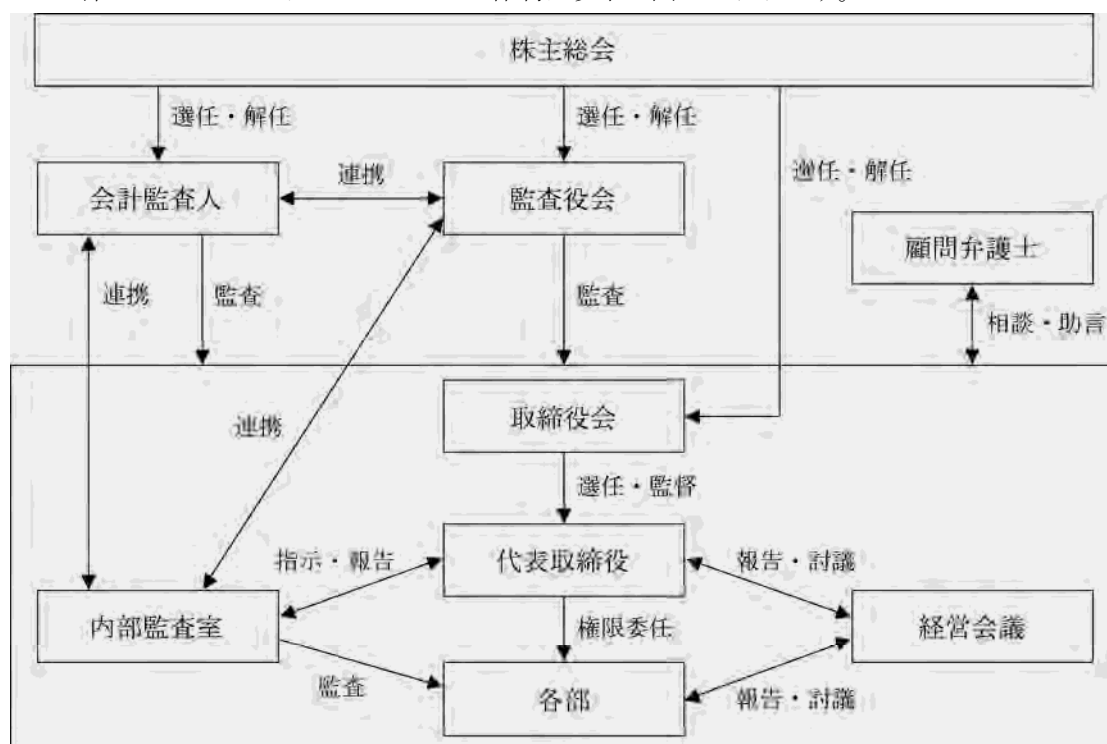 株主総会
選任・解任
選任・解任
選任・解任
会計監査人
連携
監査役会
顧問弁護士
連携
監査
監査
相談・助言
取締役会
連携
選任・監督
指示・報告
代表取締役
報告・討議
内部監査室
権限委任
経営会議
監査
各部
報告・討議